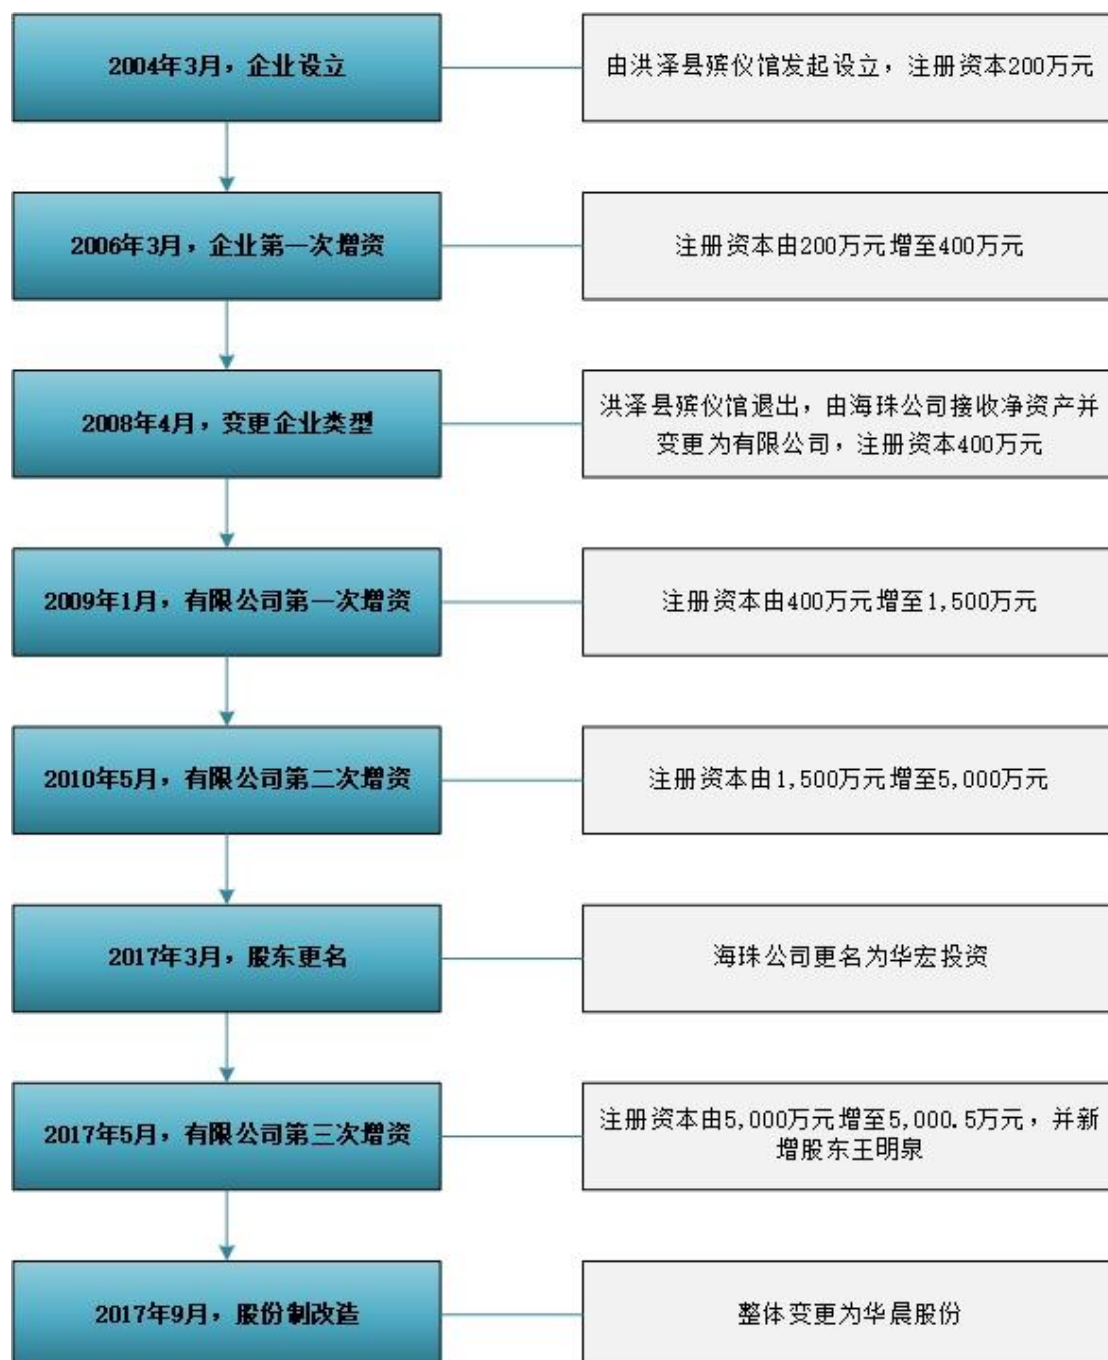 2004年3月，企业设立
由洪泽县殡仪馆发起设立，注册资本200万元
2006年3月，企业第一次增资
注册资本由200万元增至400万元
2008年4月，变更企业类型
洪泽县殡仪馆退出，由海珠公司接收净资产并
变更为有限公司，注册资本400万元
2009年1月，有限公司第一次增资
注册资本由400万元增至1,500万元
2010年5月，有限公司第二次增资
注册资本由1,500万元增至5,000万元
2017年3月，股东更名
海珠公司更名为华宏投资
2017年5月，有限公司第三次增资
注册资本由5,000万元增至5,000.5万元，并新
增股东王明泉
2017年9月，股份制改造
整体变更为华晨股份